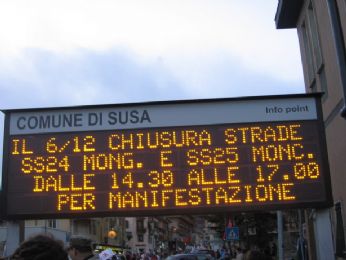 COMUNE DI SUSA
Info point
IL 6/12 CHIUSURA STRADE
SS24 MONG. E SS25 MONC.
DALLE 14.30 ALLE 17.00
PER MANIFESTAZIONE